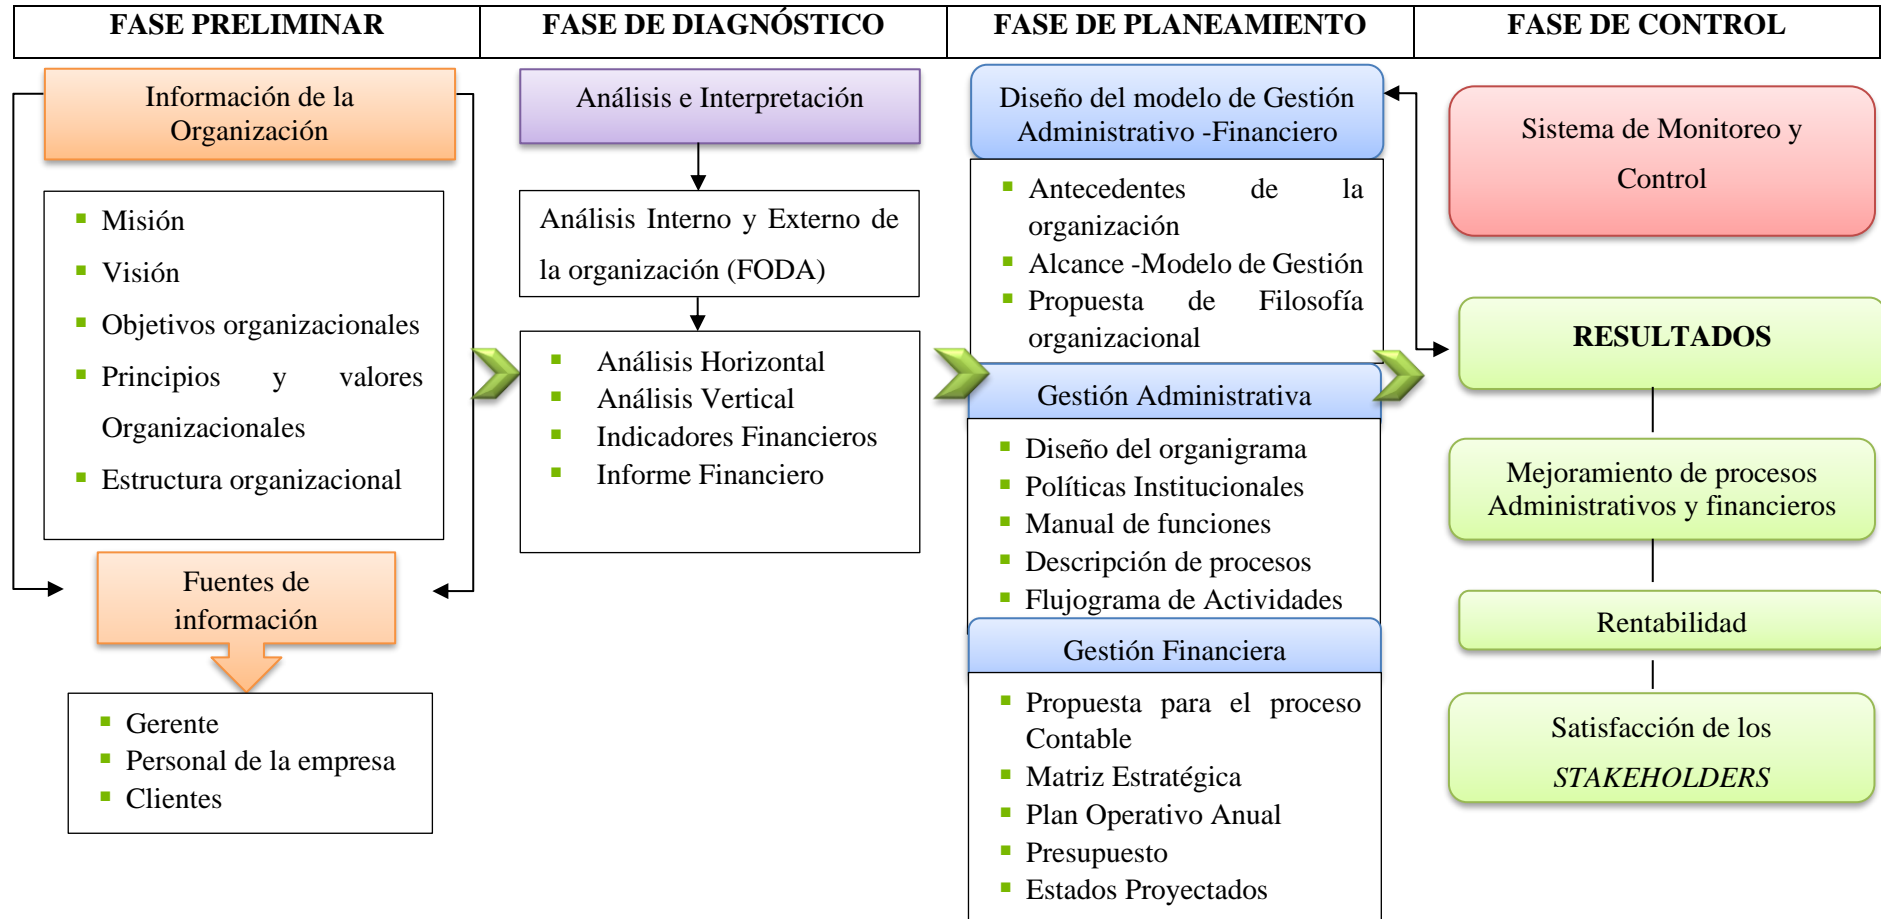 FASE PRELIMINAR
FASE DE DIAGNÓSTICO
FASE DE PLANEAMIENTO
FASE DE CONTROL
Información de la
Organización
Misión
Visión
Objetivos organizacionales
Principios y valores
Organizacionales
Estructura organizacional
Fuentes de
información
Gerente
Personal de la empresa
Clientes
Análisis e Interpretación
Análisis Interno y Externo de
la organización (FODA)
Análisis Horizontal
Análisis Vertical
Indicadores Financieros
Informe Financiero
Diseño del modelo de Gestión
Administrativo -Financiero
Antecedentes de la
organización
Alcance -Modelo de Gestión
Propuesta de Filosofía
organizacional
Gestión Administrativa
Diseño del organigrama
Políticas Institucionales
Manual de funciones
Descripción de procesos
Flujograma de Actividades
Gestión Financiera
Propuesta para el proceso
Contable
Matriz Estratégica
Plan Operativo Anual
Presupuesto
Estados Proyectados
Sistema de Monitoreo y
Control
RESULTADOS
Mejoramiento de procesos
Administrativos y financieros
Rentabilidad
Satisfacción de los
STAKEHOLDERS